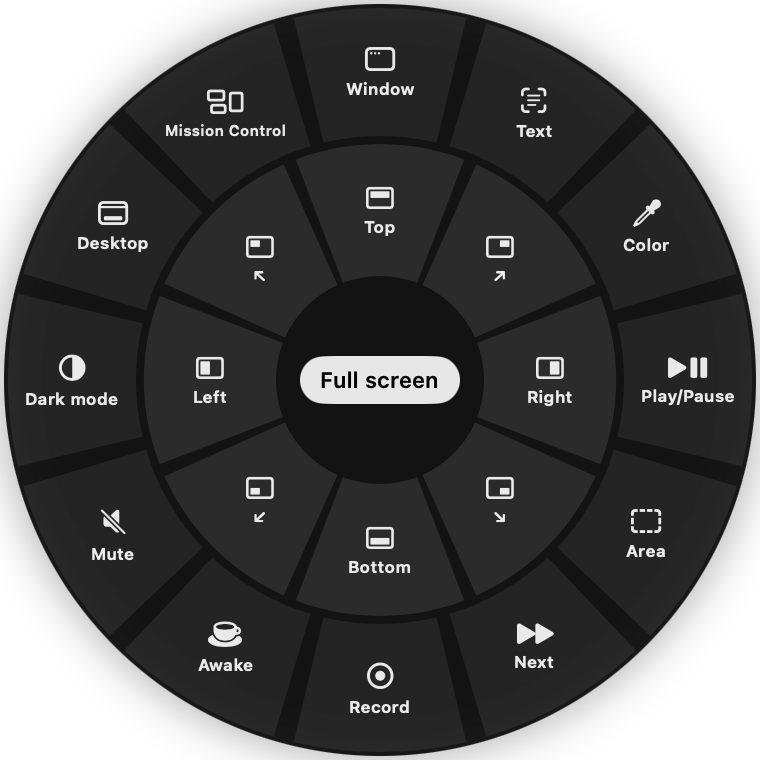 Window
Mission Control
Text
Desktop
Top
Color
Dark mode
Left
Full screen
Right
Play/Pause
Mute
Bottom
Area
Awake
Record
Next